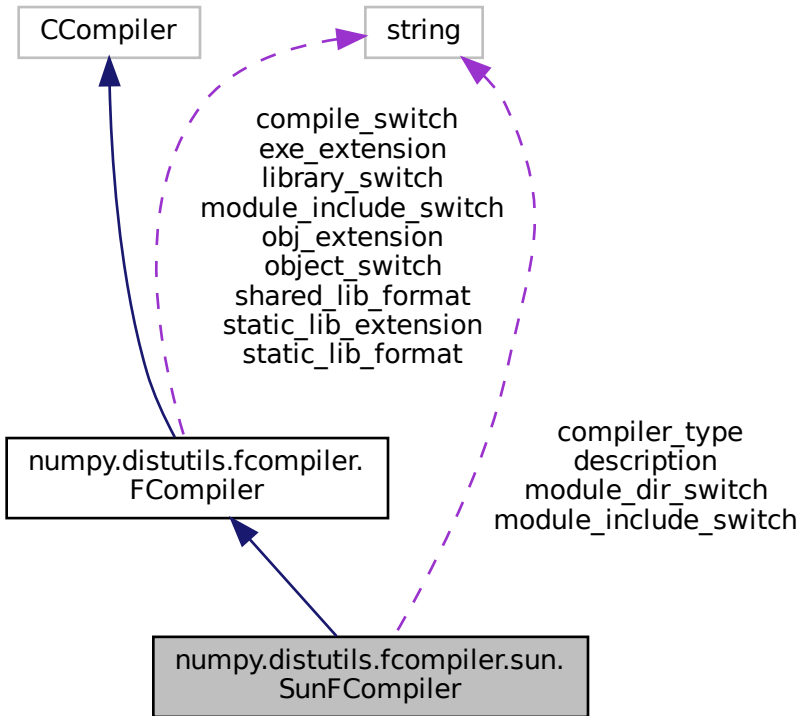 CCompiler
string
compile_switch
exe_extension
library_switch
module_include_switch
obj_extension
object_switch
shared_lib_format
static_lib_extension
static_lib_format
compiler_type
description
module_dir_switch
module_include_switch
numpy.distutils.fcompiler.
FCompiler
numpy.distutils.fcompiler.sun.
SunFCompiler